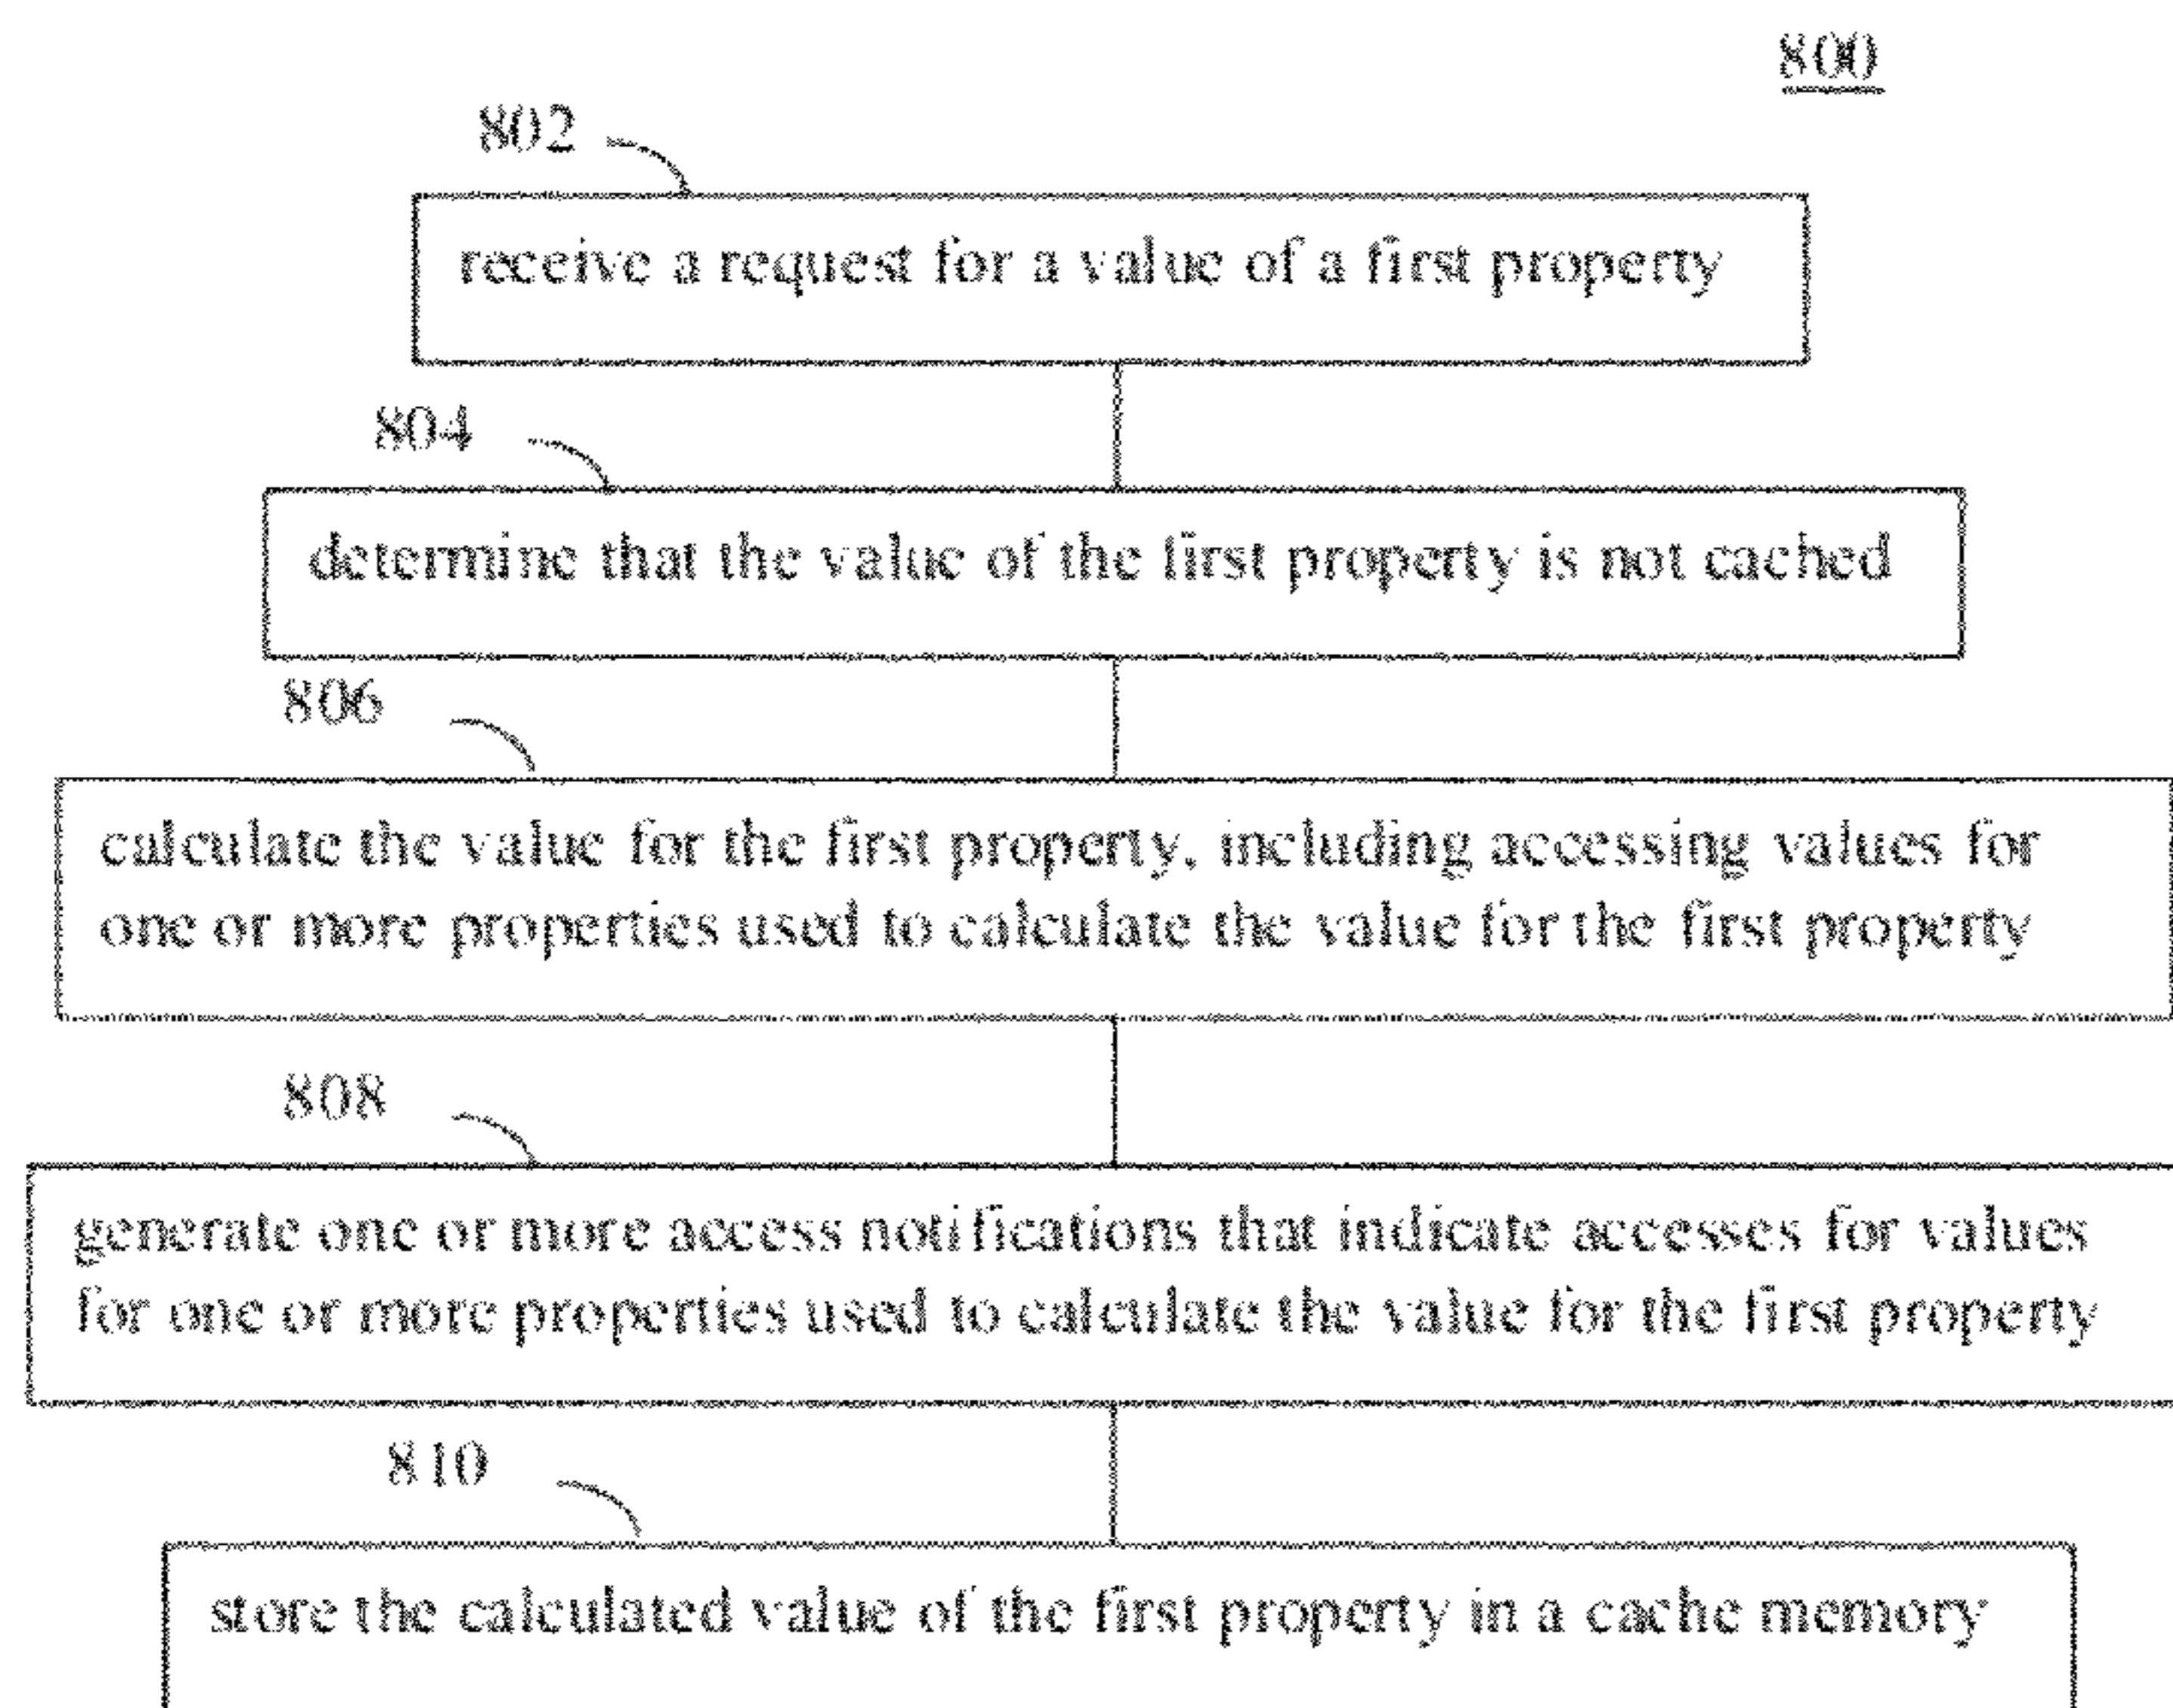 800
802
receive a request for a value of a first property
804
determine that the value of the first property is not cached
806
calculate the value for the first property, including accessing values for
one or more properties used to calculate the value for the first property
808
generate one or more access notifications that indicate accesses for values
for one or more properties used to calculate the value for the first property
810
store the calculated value of the first property in a cache memory